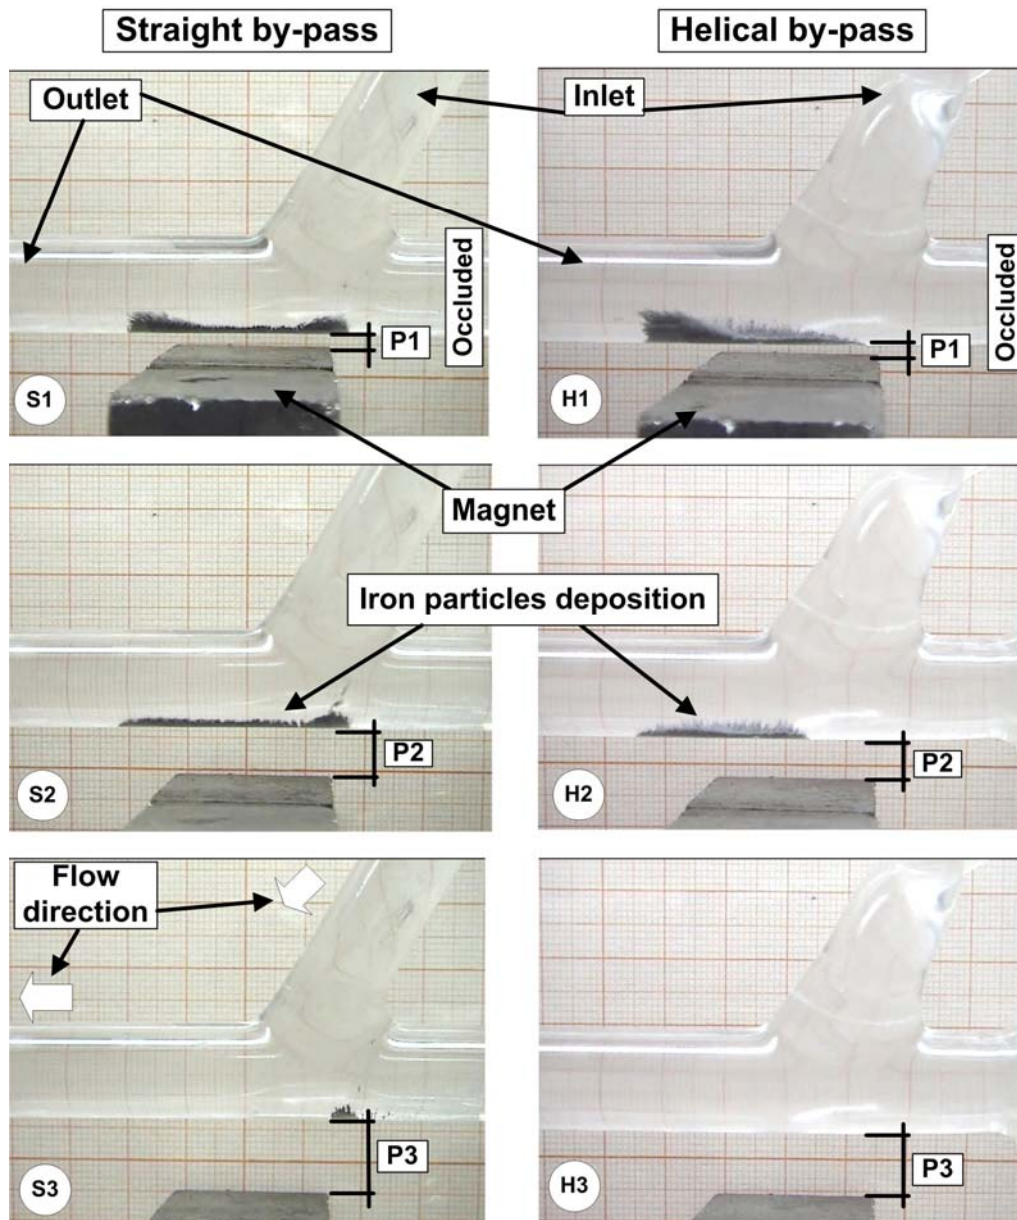 Straight by-pass
Helical by-pass
Outlet
Inlet
Occluded
Occluded
P1
P1
S1
H1
Magnet
Iron particles deposition
P2
P2
S2
H2
Flow
direction
P3
P3
S3
H3